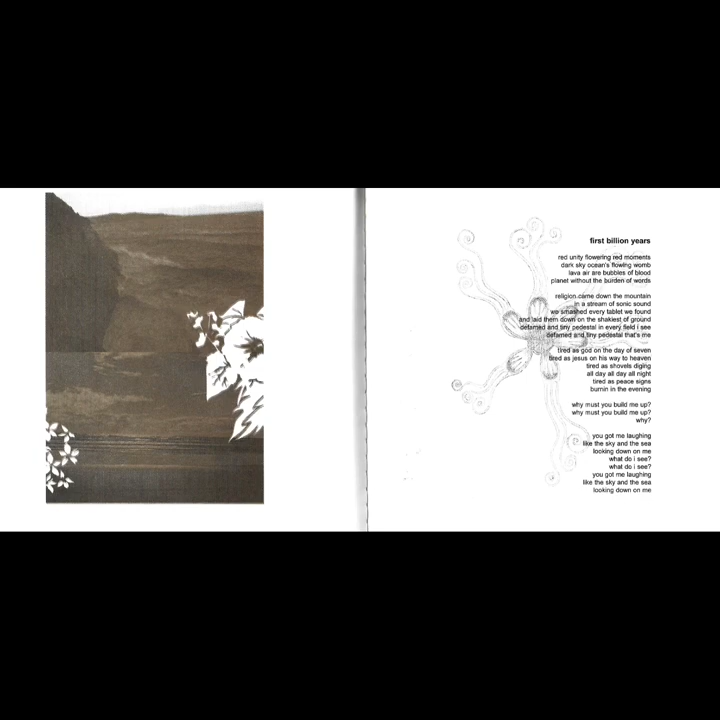 first billion years
red unity flowering red moments
dark sky ocean's flowing womb
lava air are bubbles of blood
planet without the burden of words
religion came down the mountain
in a stream of sonic sound
we smashed every tablet we found
and laid them down on the shakiest of ground
defamed and tiny pedestal in every field i see
defamed and tiny pedestal that's me
tired as god on the day of seven
tired as jesus on his way to heaven
tired as shovels diging
all day all day all night
tired as peace signs
burnin in the evening
why must you build me up?
why must you build me up?
why?
you got me laughing
like the sky and the sea
looking down on me
what do i see?
what do i see?
you got me laughing
like the sky and the sea
looking down on me